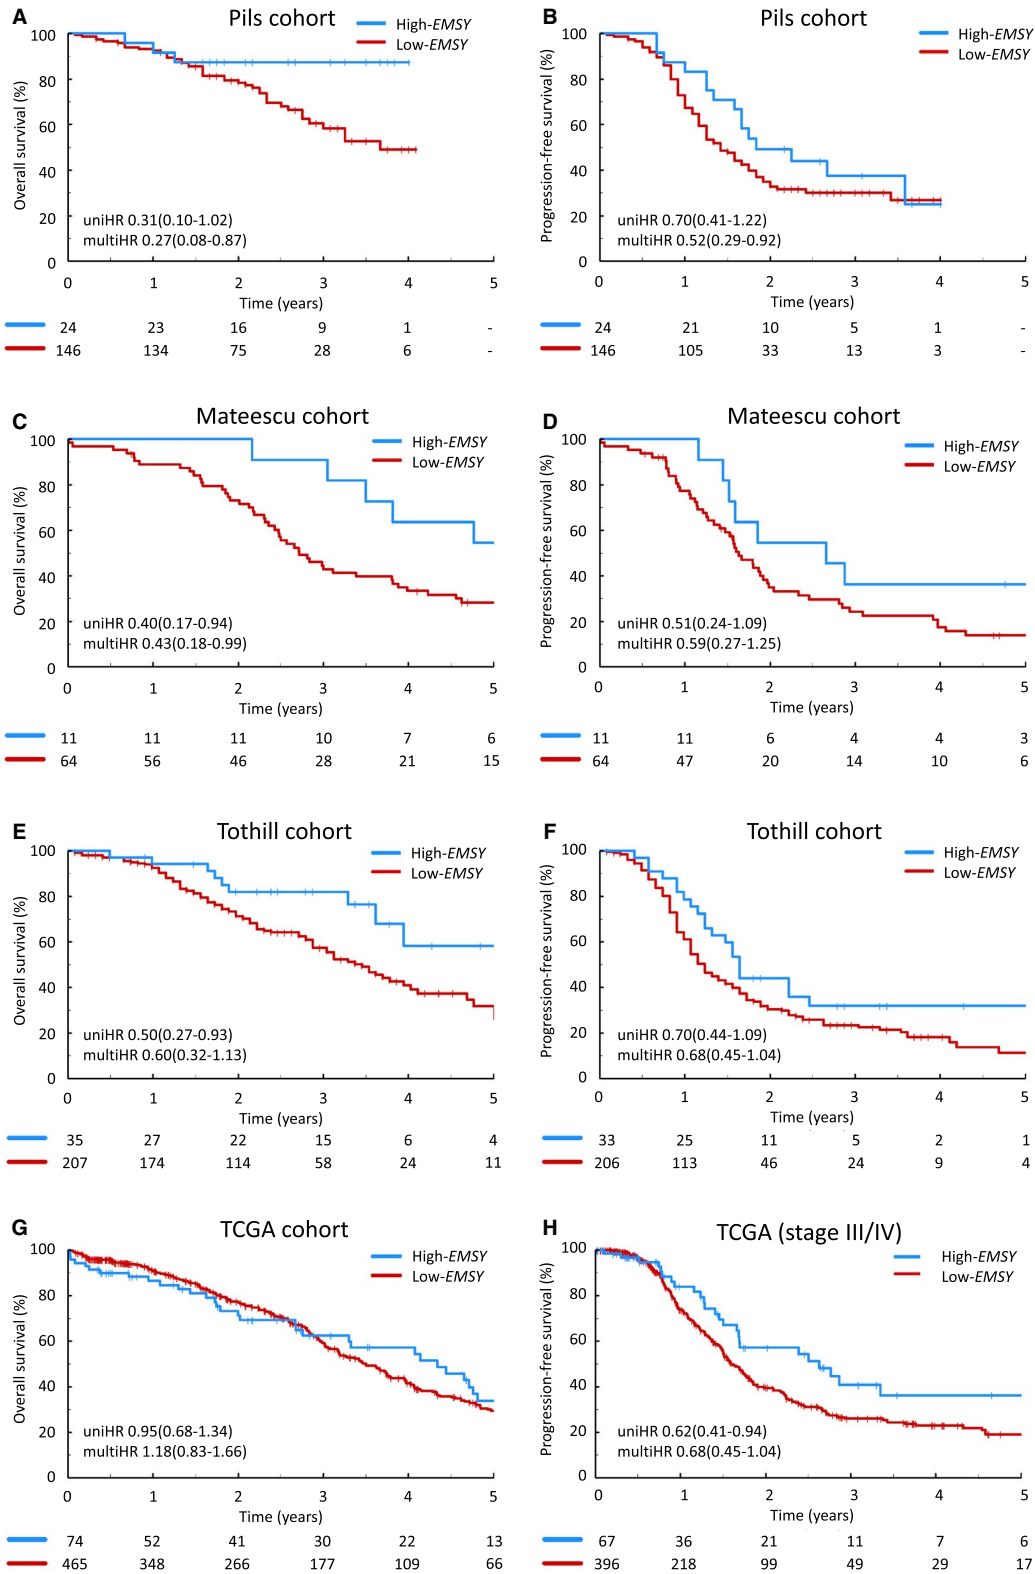 A
Pils cohort
High-EMSY
Low-EMSY
Overall survival (%)
100
80
60
40
20
0
uniHR 0.31(0.10-1.02)
multiHR 0.27(0.08-0.87)
0 1 2 3 4 5
Time (years)
24 23 16 9 1 -
146 134 75 28 6 -
B
Pils cohort
High-EMSY
Low-EMSY
Progression-free survival (%)
100
80
60
40
20
0
uniHR 0.70(0.41-1.22)
multiHR 0.52(0.29-0.92)
0 1 2 3 4 5
Time (years)
24 21 10 5 1 -
146 105 33 13 3 -
C
Mateescu cohort
High-EMSY
Low-EMSY
Overall survival (%)
100
80
60
40
20
0
uniHR 0.40(0.17-0.94)
multiHR 0.43(0.18-0.99)
0 1 2 3 4 5
Time (years)
11 11 11 10 7 6
64 56 46 28 21 15
D
Mateescu cohort
High-EMSY
Low-EMSY
Progression-free survival (%)
100
80
60
40
20
0
uniHR 0.51(0.24-1.09)
multiHR 0.59(0.27-1.25)
0 1 2 3 4 5
Time (years)
11 11 6 4 4 3
64 47 20 14 10 6
E
Tothill cohort
High-EMSY
Low-EMSY
Overall survival (%)
100
80
60
40
20
0
uniHR 0.50(0.27-0.93)
multiHR 0.60(0.32-1.13)
0 1 2 3 4 5
Time (years)
35 27 22 15 6 4
207 174 114 58 24 11
F
Tothill cohort
High-EMSY
Low-EMSY
Progression-free survival (%)
100
80
60
40
20
0
uniHR 0.70(0.44-1.09)
multiHR 0.68(0.45-1.04)
0 1 2 3 4 5
Time (years)
33 25 11 5 2 1
206 113 46 24 9 4
G
TCGA cohort
High-EMSY
Low-EMSY
Overall survival (%)
100
80
60
40
20
0
uniHR 0.95(0.68-1.34)
multiHR 1.18(0.83-1.66)
0 1 2 3 4 5
Time (years)
74 52 41 30 22 13
465 348 266 177 109 66
H
TCGA (stage III/IV)
High-EMSY
Low-EMSY
Progression-free survival (%)
100
80
60
40
20
0
uniHR 0.62(0.41-0.94)
multiHR 0.68(0.45-1.04)
0 1 2 3 4 5
Time (years)
67 36 21 11 7 6
396 218 99 49 29 17